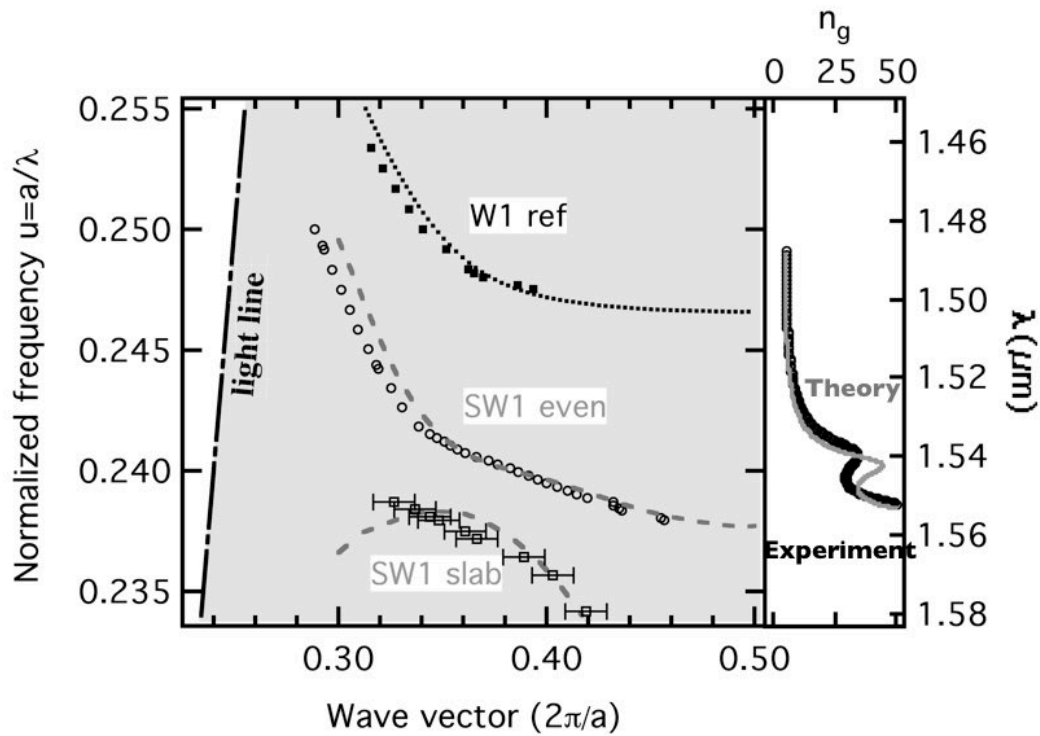 n_g
0 25 50
0.255
0.250
0.245
0.240
0.235
Normalized frequency u=a/λ
light line
W1 ref
SW1 even
SW1 slab
0.30 0.40 0.50
Wave vector (2π/a)
Theory
Experiment
1.46
1.48
1.50
1.52
1.54
1.56
1.58
λ (μm)